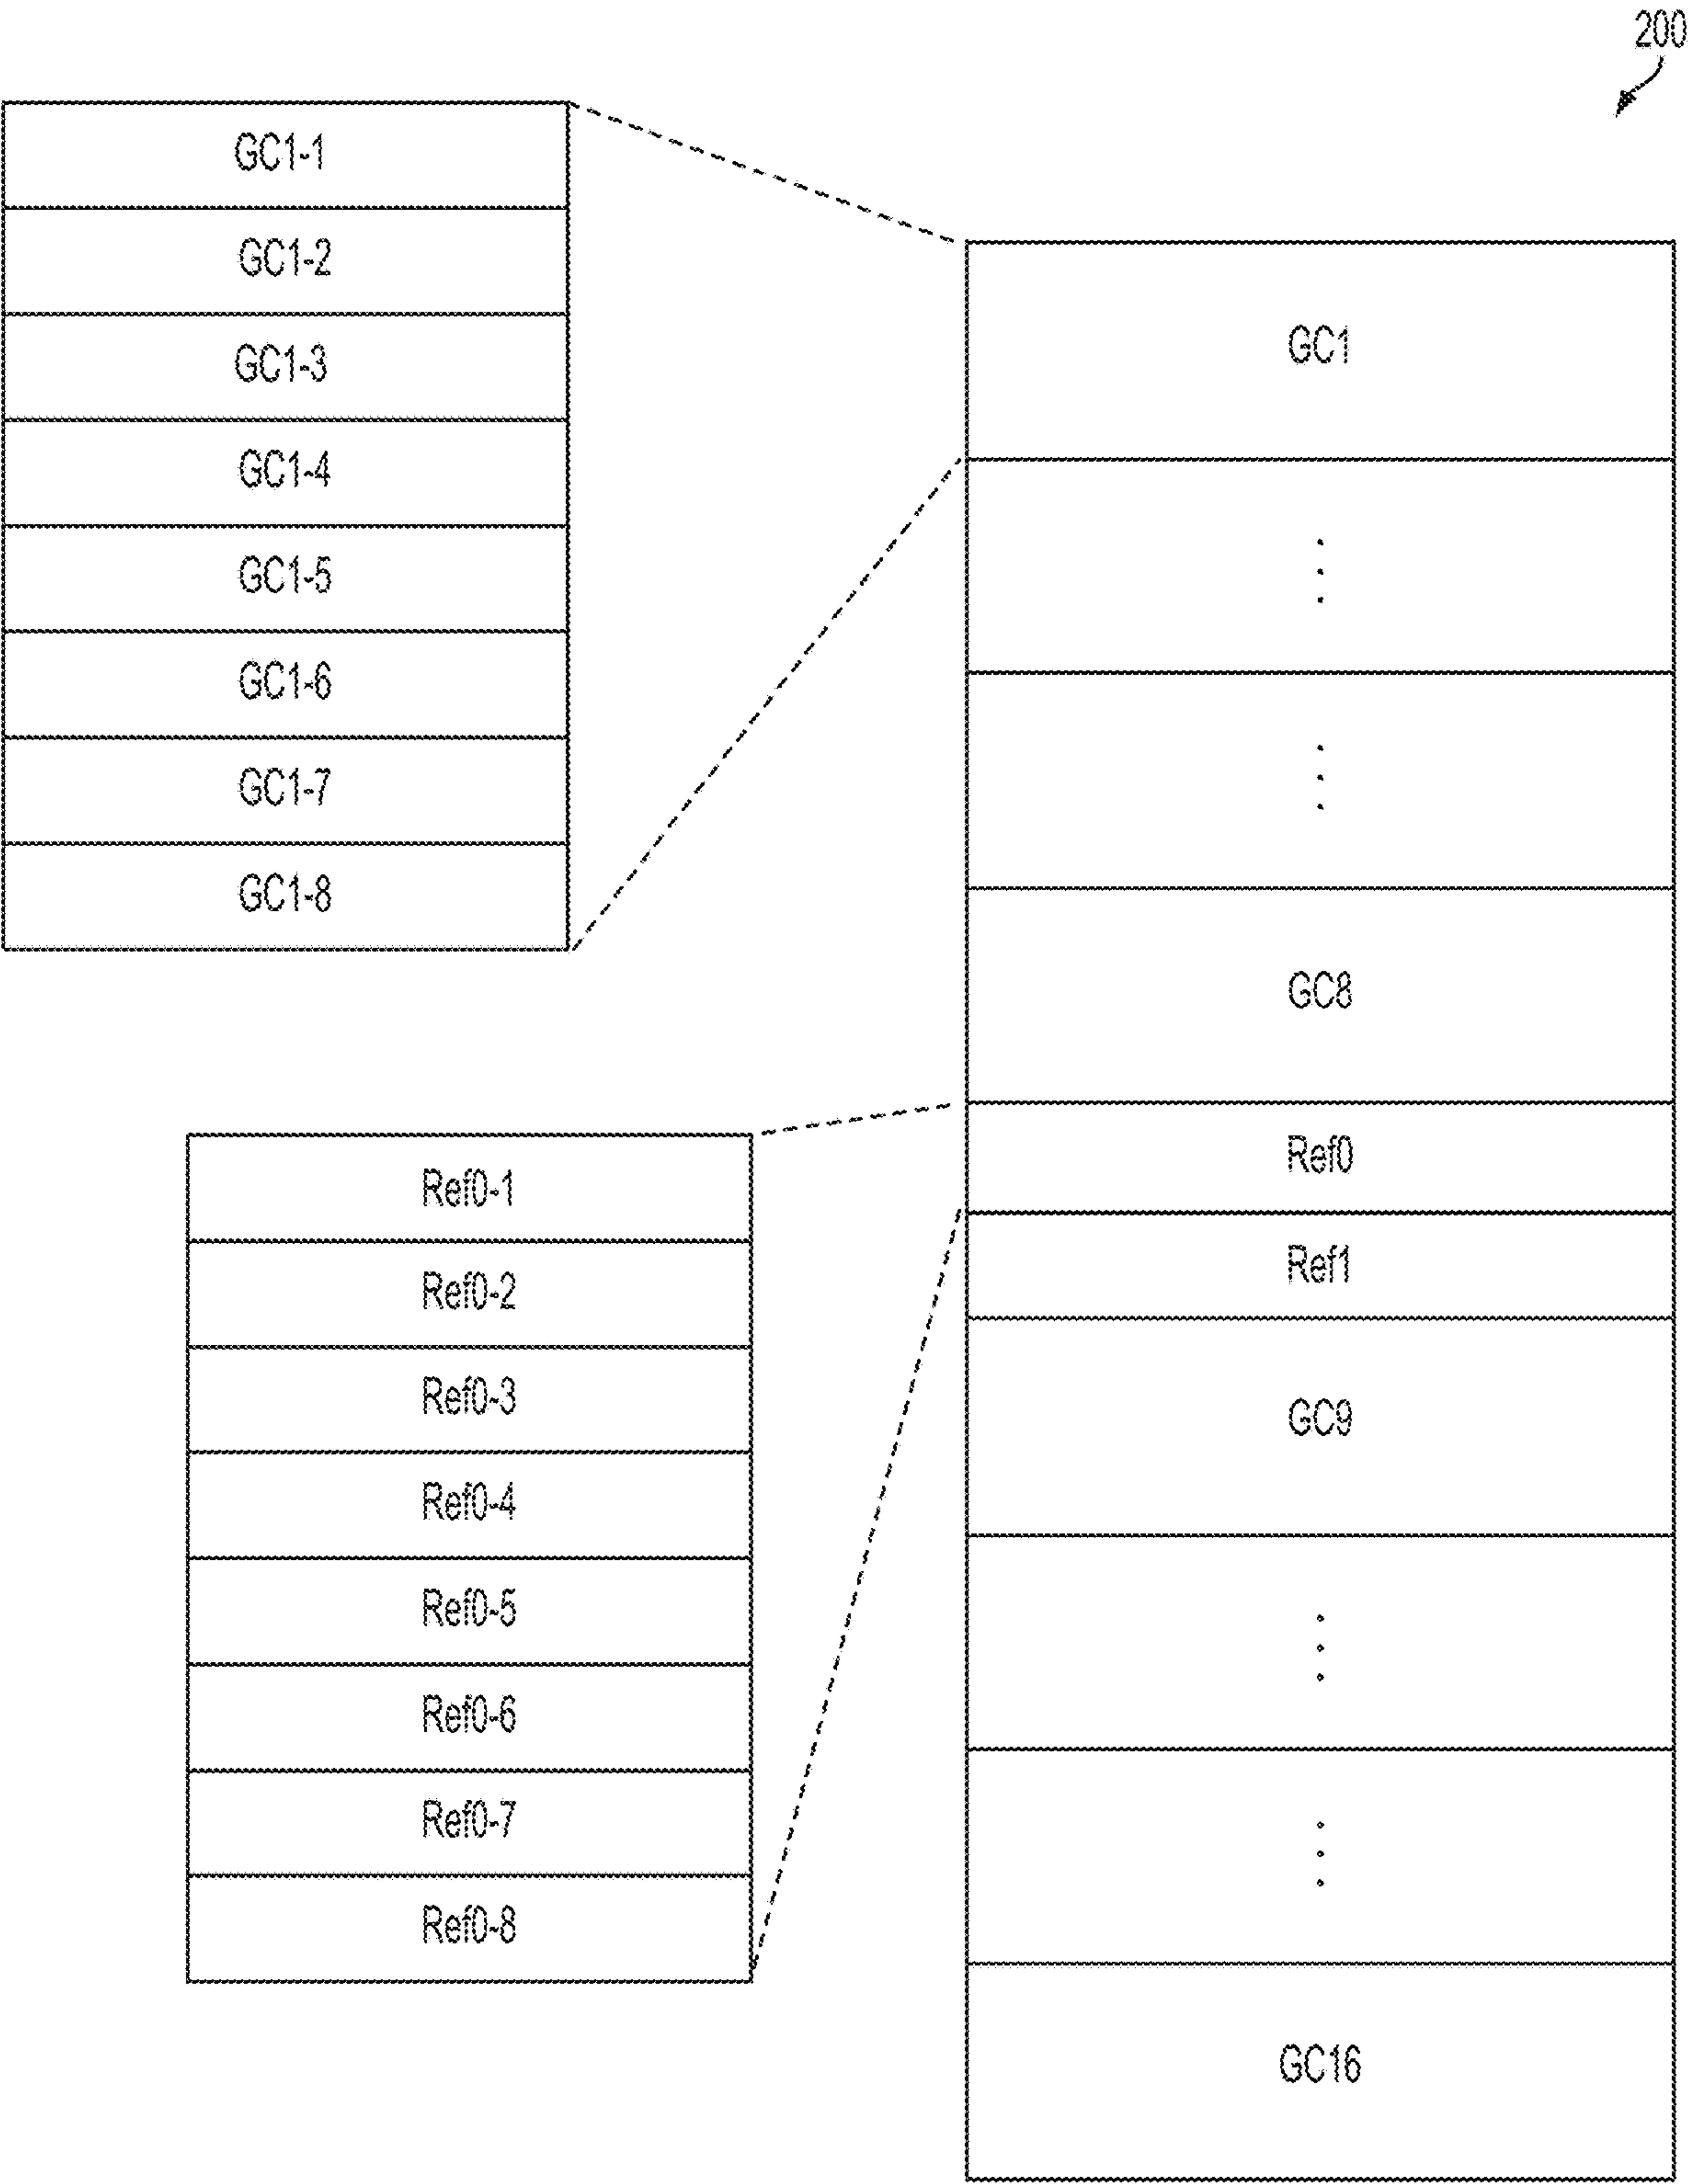 200
GC1-1
GC1-2
GC1-3
GC1-4
GC1-5
GC1-6
GC1-7
GC1-8
GC1
GC8
Ref0
Ref1
GC9
GC16
Ref0-1
Ref0-2
Ref0-3
Ref0-4
Ref0-5
Ref0-6
Ref0-7
Ref0-8